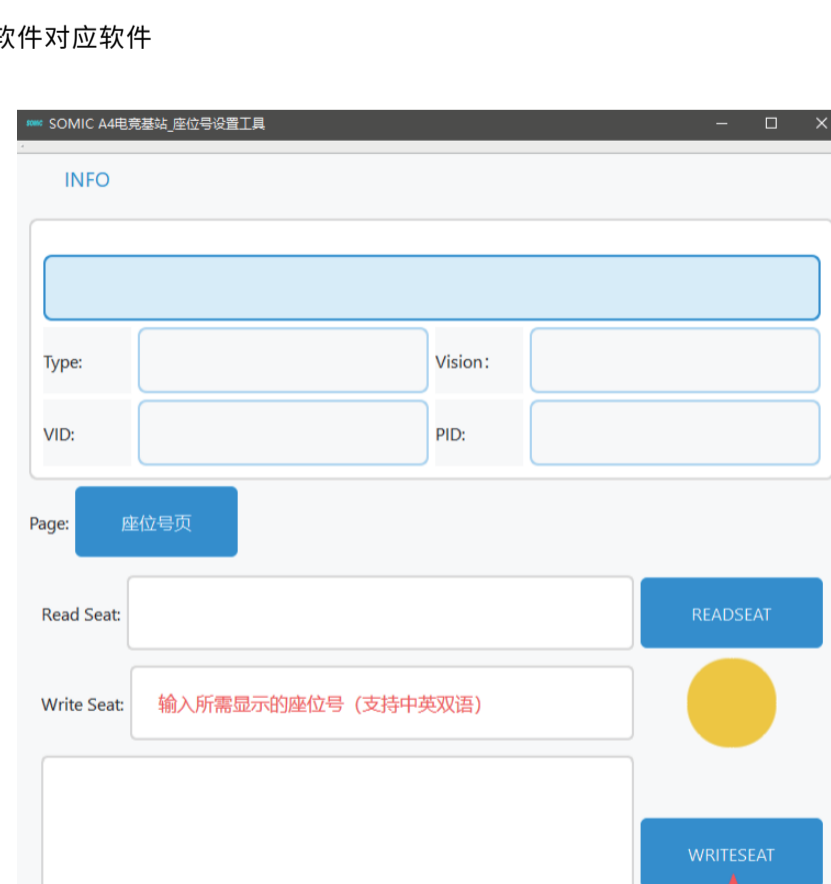 软件对应软件
SOMIC SOMIC A4电竞基站_座位号设置工具
INFO
Type: Vision：
VID: PID:
Page: 座位号页
Read Seat: READSEAT
Write Seat: 输入所需显示的座位号（支持中英双语）
WRITESEAT